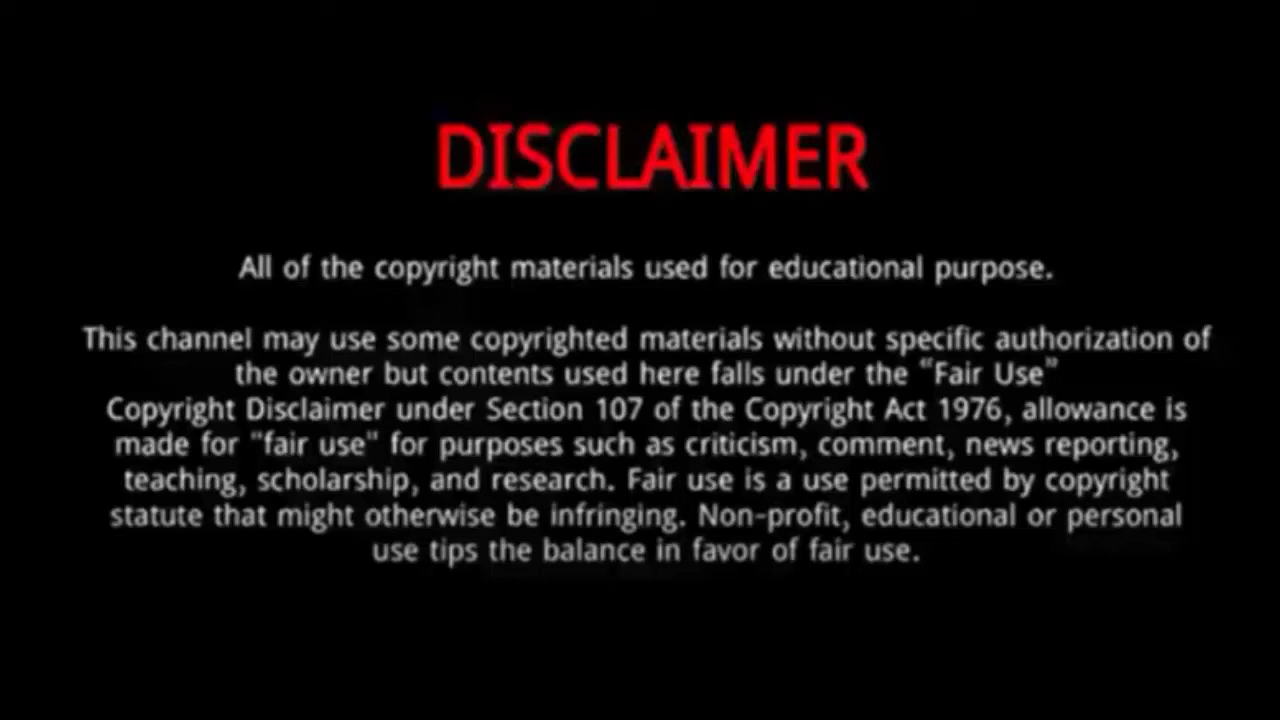 DISCLAIMER
All of the copyright materials used for educational purpose.
This channel may use some copyrighted materials without specific authorization of
the owner but contents used here falls under the “Fair Use”
Copyright Disclaimer under Section 107 of the Copyright Act 1976, allowance is
made for "fair use" for purposes such as criticism, comment, news reporting,
teaching, scholarship, and research. Fair use is a use permitted by copyright
statute that might otherwise be infringing. Non-profit, educational or personal
use tips the balance in favor of fair use.